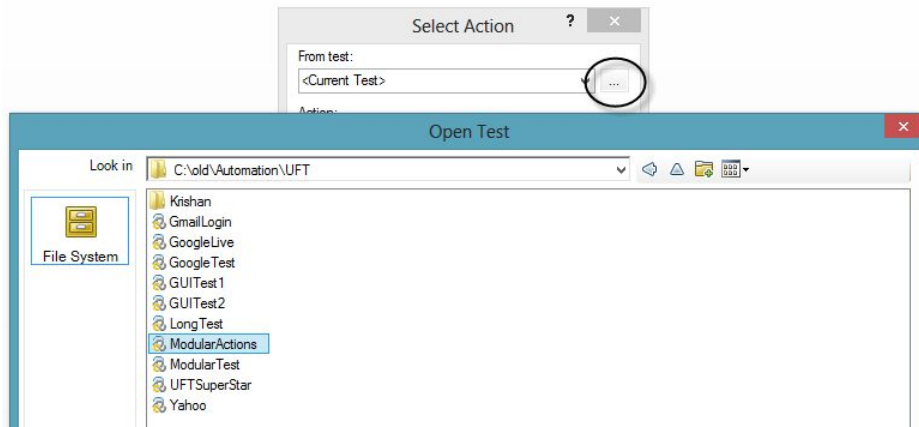 Select Action
?
From test:
<Current Test>
...
Action:
Open Test
Look in
C:\old\Automation\UFT
File System
Krishan
GmailLogin
GoogleLive
GoogleTest
GUITest1
GUITest2
LongTest
ModularActions
ModularTest
UFTSuperStar
Yahoo